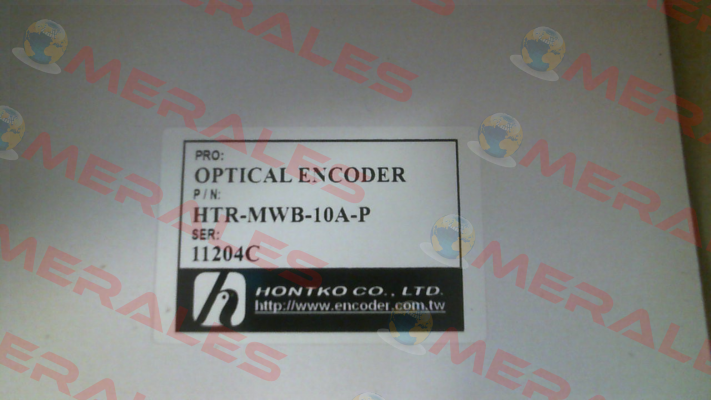 PRO:
OPTICAL ENCODER
P/N:
HTR-MWB-10A-P
SER:
11204C
HONTKO CO., LTD.
http://www.encoder.com.tw
MERALES
MERALES
MERALES
MERALES
MERALES
MERALES